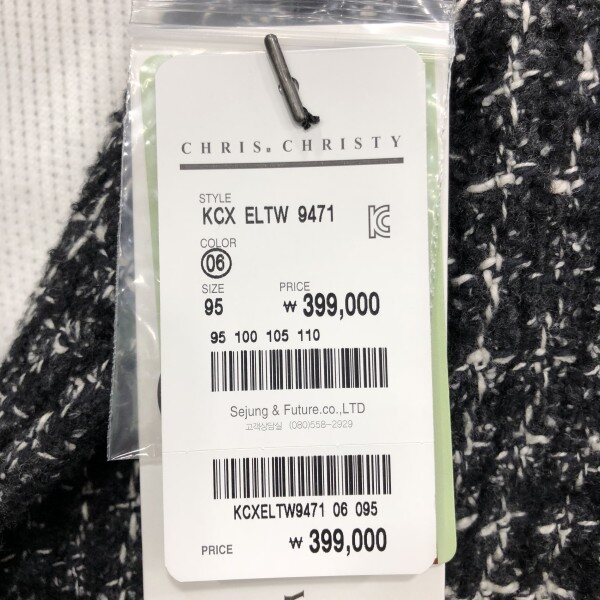 CHRIS. CHRISTY
STYLE
KCX ELTW 9471
COLOR
06
SIZE PRICE
95 ₩ 399,000
95 100 105 110
Sejung & Future.co.,LTD
고객상담실 (080)558-2929
KCXELTW9471 06 095
PRICE ₩ 399,000